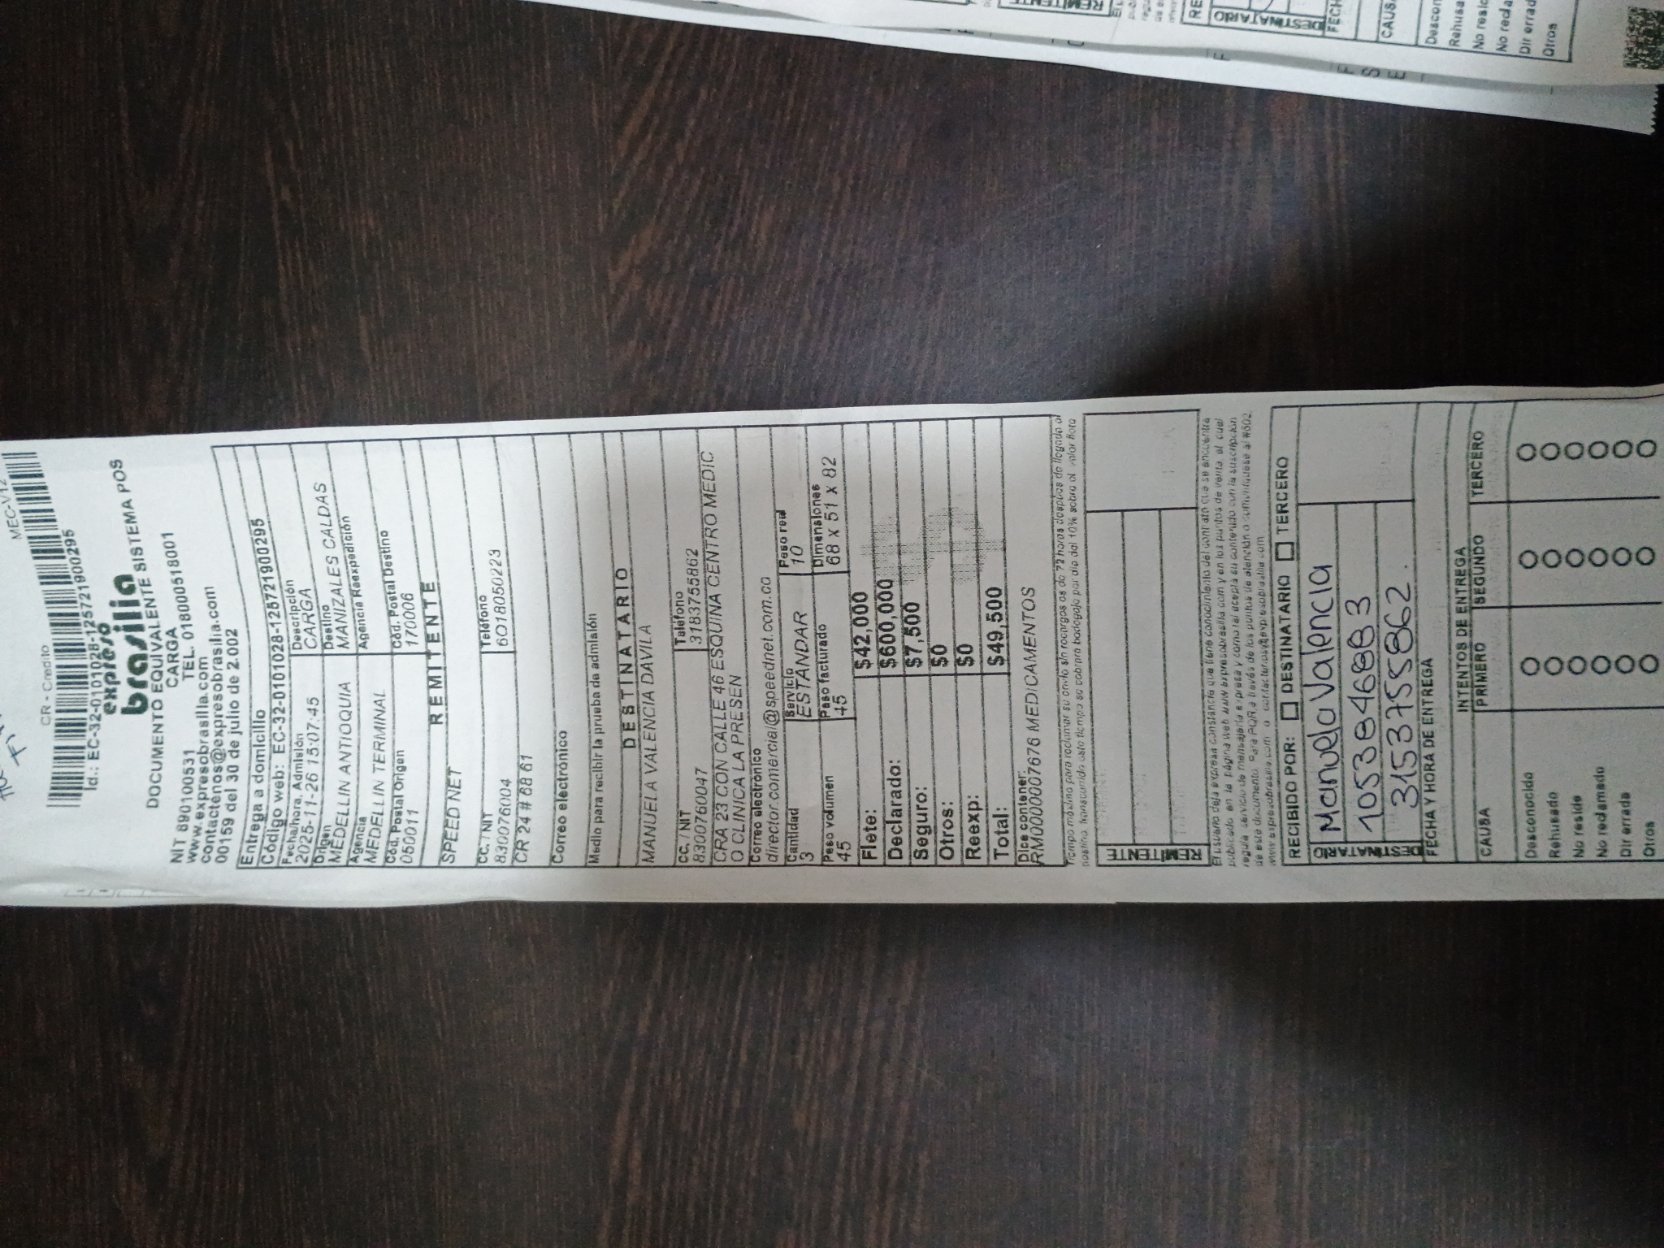 MEC-V12
CR - Credito
Id.: EC-32-0101028-12572190​0295
expreso
brasilia
DOCUMENTO EQUIVALENTE SISTEMA POS
CARGA
NIT 890100531 TEL. 018000518001
www.expresobrasilia.com
contactenos@expresobrasilia.com
00159 del 30 de julio de 2.002
Entrega a domicilio
Código web: EC-32-0101028-12572190​0295
Fecha/hora, Admisión Descripción
2025-11-26 15:07:45 CARGA
Origen Destino
MEDELLIN ANTIOQUIA MANIZALES CALDAS
Agencia Agencia Reexpedición
MEDELLIN TERMINAL
Cód. Postal Origen Cód. Postal Destino
050011 170006
REMITENTE
SPEED NET
CC / NIT Teléfono
830076004 6018050223
CR 24 # 68 61
Correo electrónico
Medio para recibir la prueba de admisión
DESTINATARIO
MANUELA VALENCIA DAVILA
CC / NIT Teléfono
8300760047 3183755862
CRA 23 CON CALLE 46 ESQUINA CENTRO MEDIC
O CLINICA LA PRESEN
Correo electrónico
director.comercial@speednet.com.co
Cantidad Servicio Peso real
3 ESTANDAR 10
Peso volumen Peso facturado Dimensiones
45 45 68 x 51 x 82
Flete: $42,000
Declarado: $600,000
Seguro: $7,500
Otros: $0
Reexp: $0
Total: $49,500
Dice contener:
RM00000007676 MEDICAMENTOS
REMITENTE
RECIBIDO POR: DESTINATARIO TERCERO
DESTINATARIO
Manuela Valencia
1053846883
3153755862.
FECHA Y HORA DE ENTREGA
INTENTOS DE ENTREGA
CAUSA PRIMERO SEGUNDO TERCERO
Desconocido
Rehusado
No reside
No reclamado
Dir errada
Otros